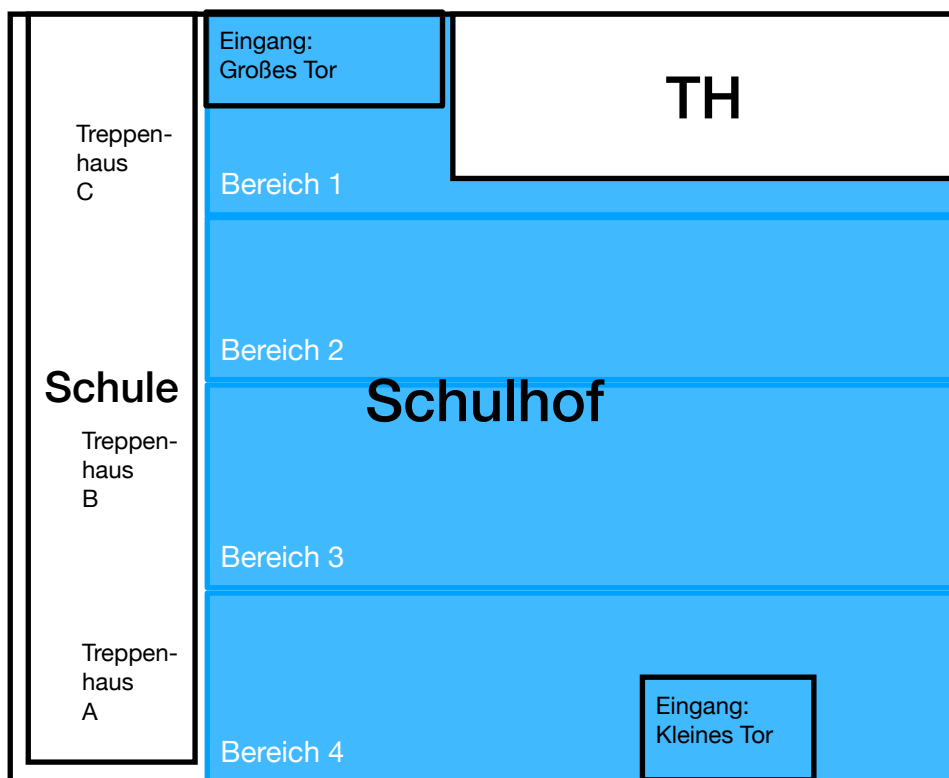 Eingang:
Großes Tor
TH
Treppen-
haus
C
Bereich 1
Bereich 2
Schule
Schulhof
Treppen-
haus
B
Bereich 3
Treppen-
haus
A
Eingang:
Kleines Tor
Bereich 4